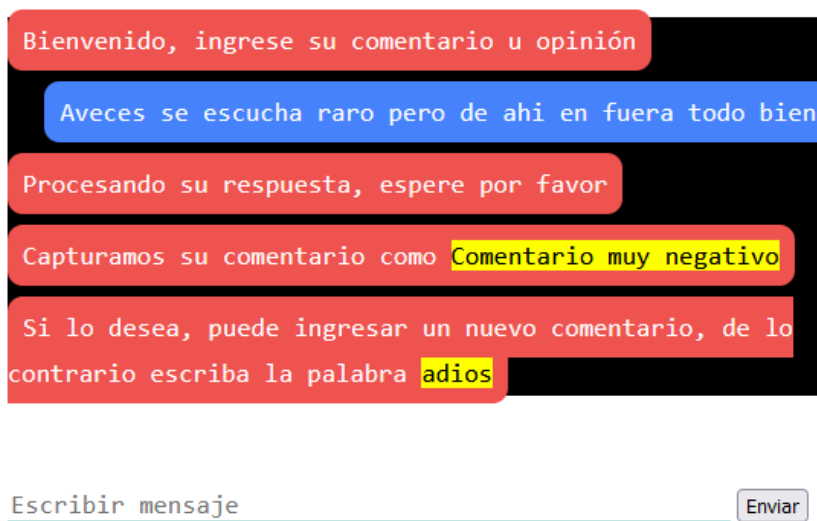 Bienvenido, ingrese su comentario u opinión
Aveces se escucha raro pero de ahi en fuera todo bien
Procesando su respuesta, espere por favor
Capturamos su comentario como Comentario muy negativo
Si lo desea, puede ingresar un nuevo comentario, de lo
contrario escriba la palabra adios
Escribir mensaje
Enviar